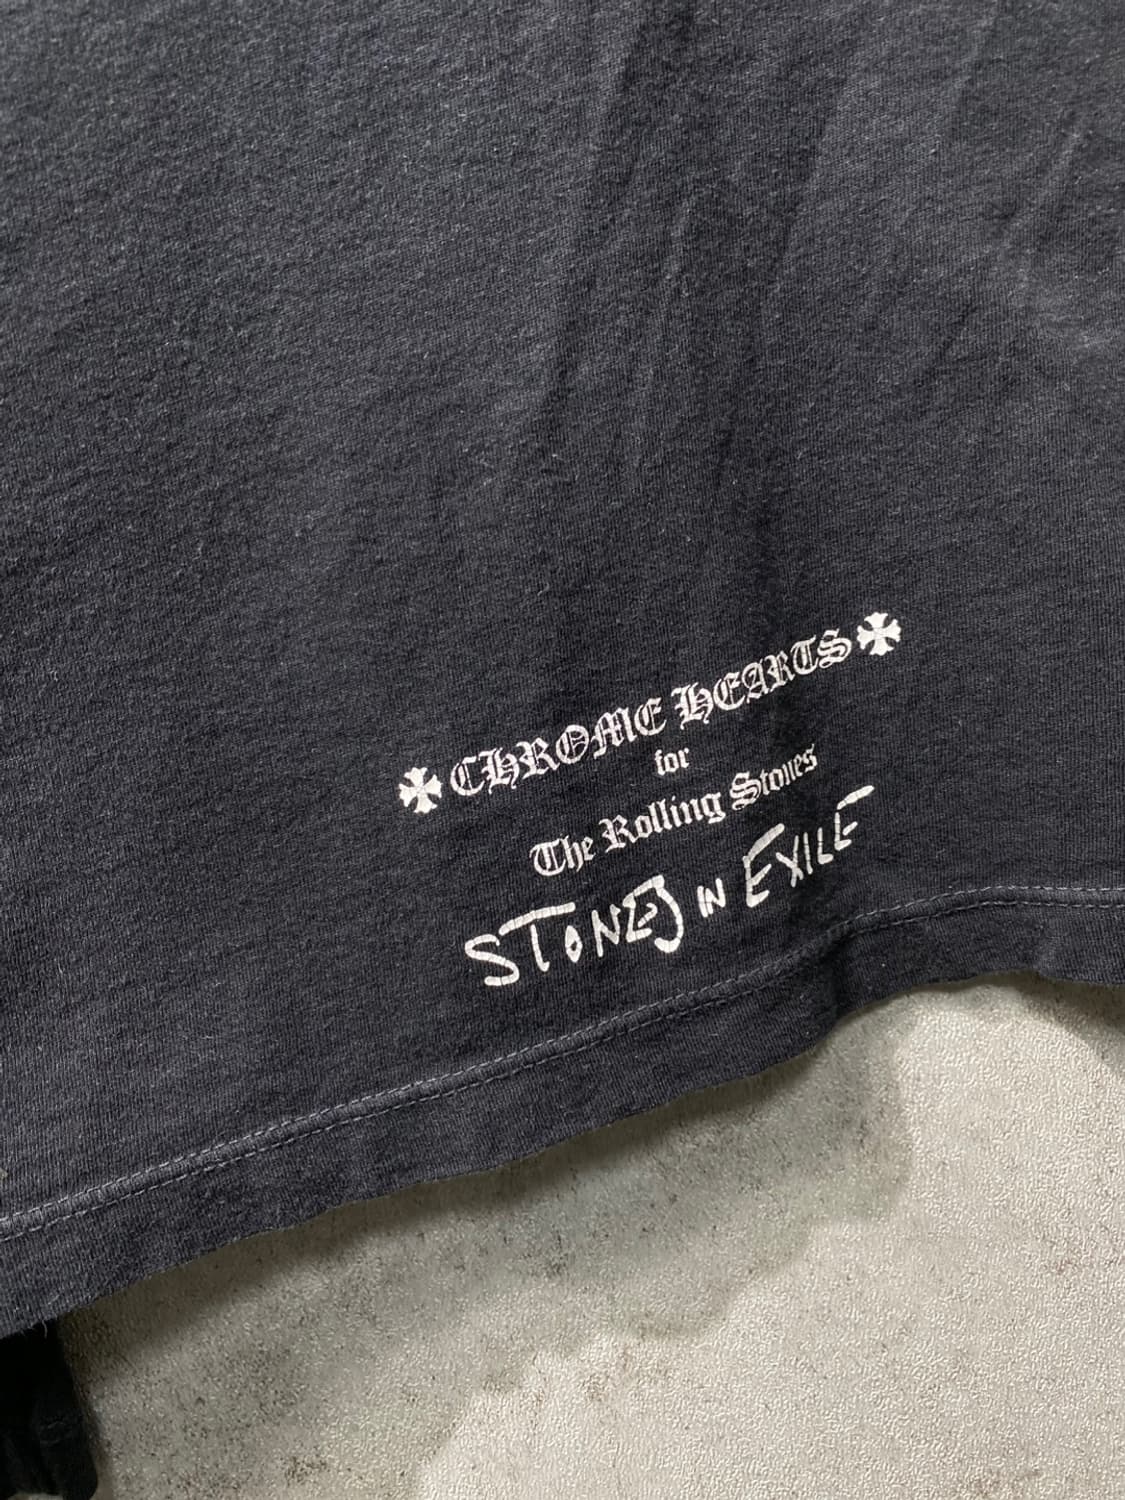 CHROME HEARTS
for
The Rolling Stones
STONES IN EXILE